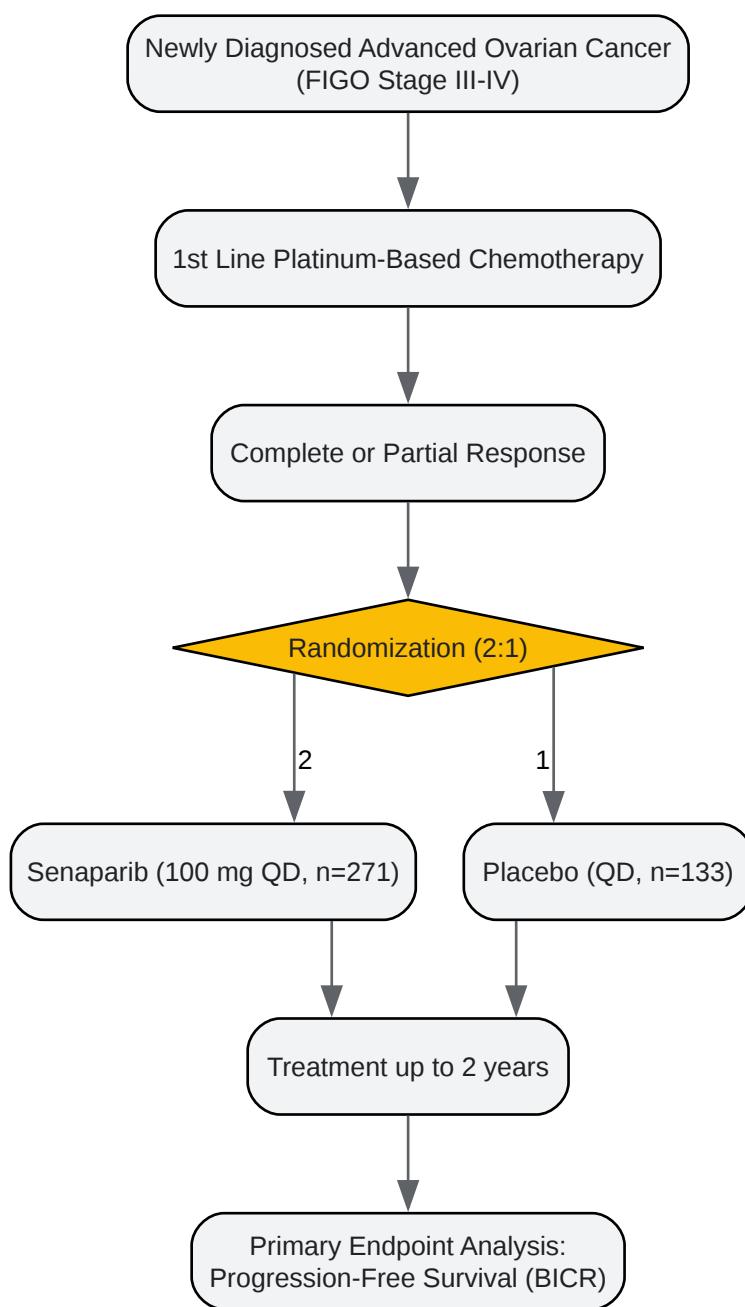 Newly Diagnosed Advanced Ovarian Cancer
(FIGO Stage III-IV)
1st Line Platinum-Based Chemotherapy
Complete or Partial Response
Randomization (2:1)
2
1
Senaparib (100 mg QD, n=271)
Placebo (QD, n=133)
Treatment up to 2 years
Primary Endpoint Analysis:
Progression-Free Survival (BICR)